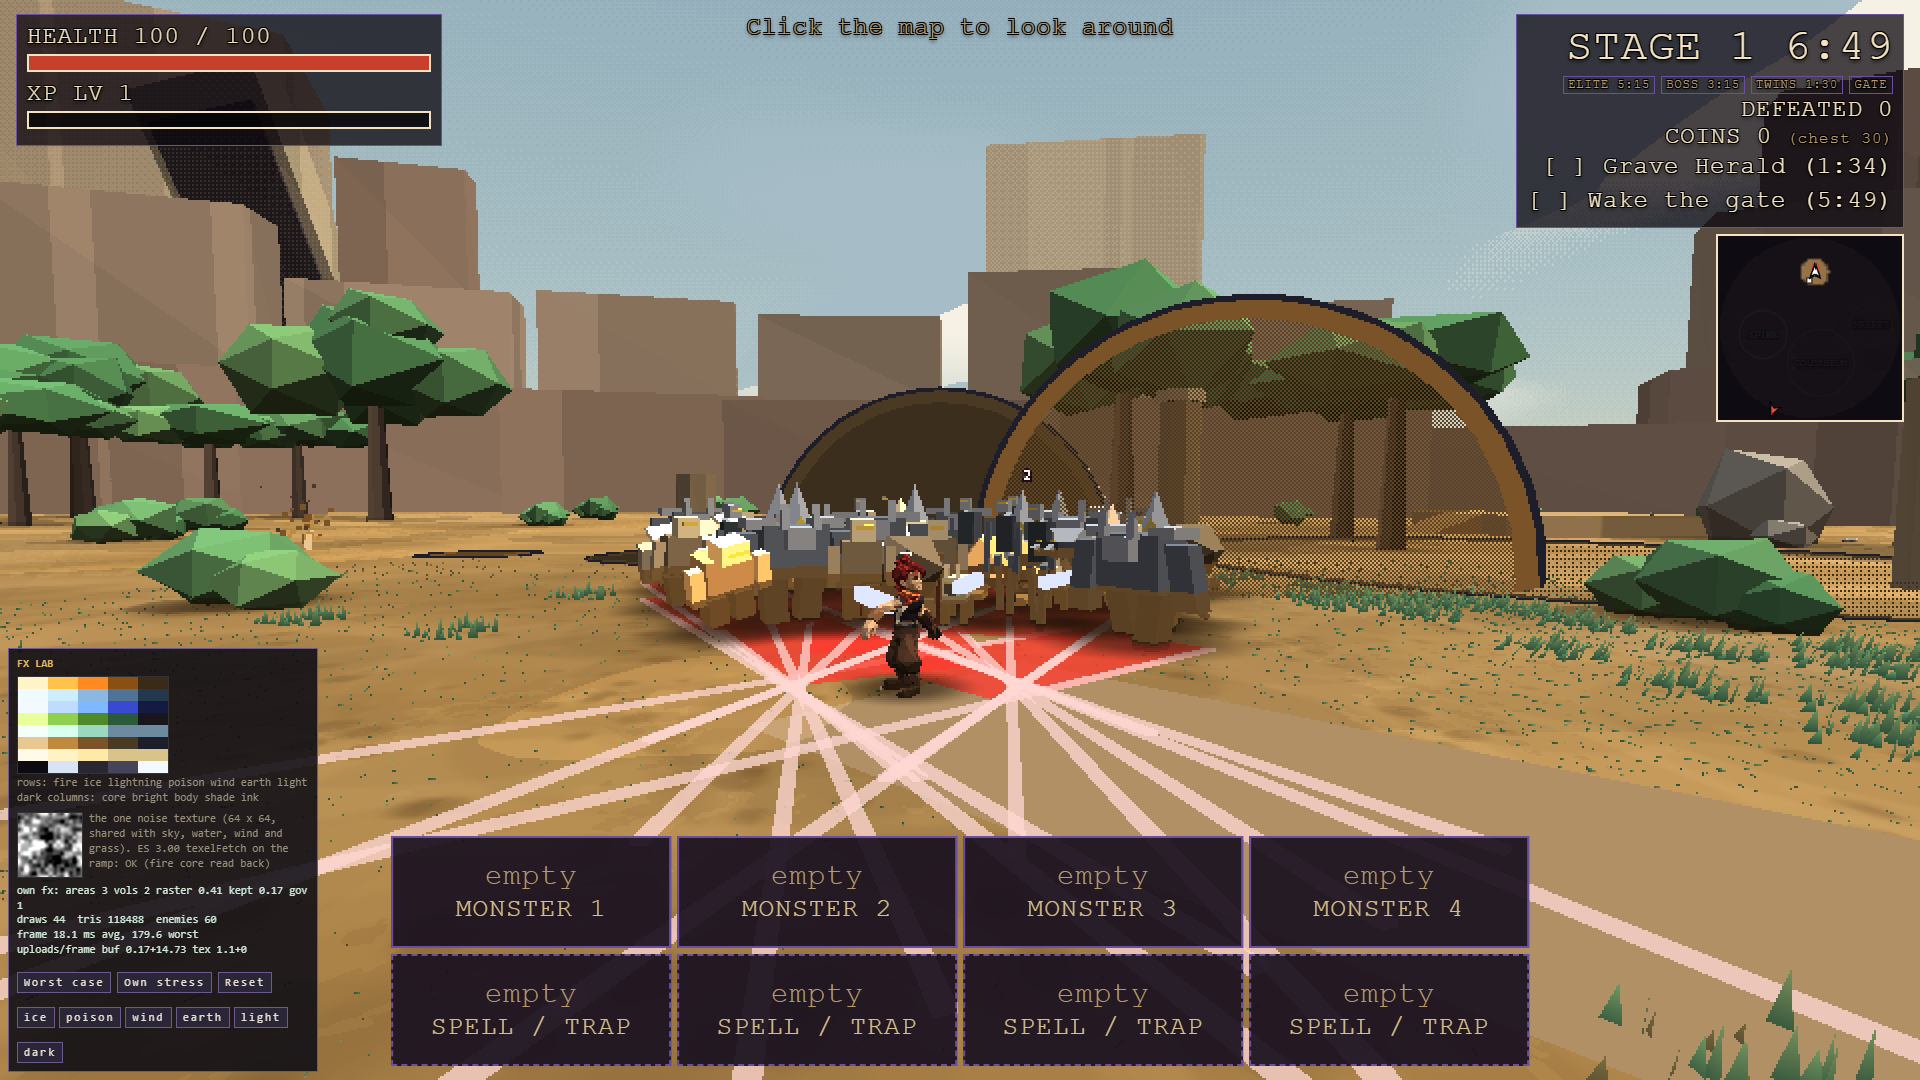 HEALTH 100 / 100
XP LV 1
Click the map to look around
STAGE 1 6:49
ELITE 5:15 BOSS 3:15 TWINS 1:30 GATE
DEFEATED 0
COINS 0 (chest 30)
[ ] Grave Herald (1:34)
[ ] Wake the gate (5:49)
2
FX LAB
rows: fire ice lightning poison wind earth light
dark columns: core bright body shade ink
the one noise texture (64 x 64,
shared with sky, water, wind and
grass). ES 3.00 texelFetch on the
ramp: OK (fire core read back)
own fx: areas 3 vols 2 raster 0.41 kept 0.17 gov
1
draws 44 tris 118488 enemies 60
frame 18.1 ms avg, 179.6 worst
uploads/frame buf 0.17+14.73 tex 1.1+0
Worst case Own stress Reset
ice poison wind earth light
dark
empty empty empty empty
MONSTER 1 MONSTER 2 MONSTER 3 MONSTER 4
empty empty empty empty
SPELL / TRAP SPELL / TRAP SPELL / TRAP SPELL / TRAP